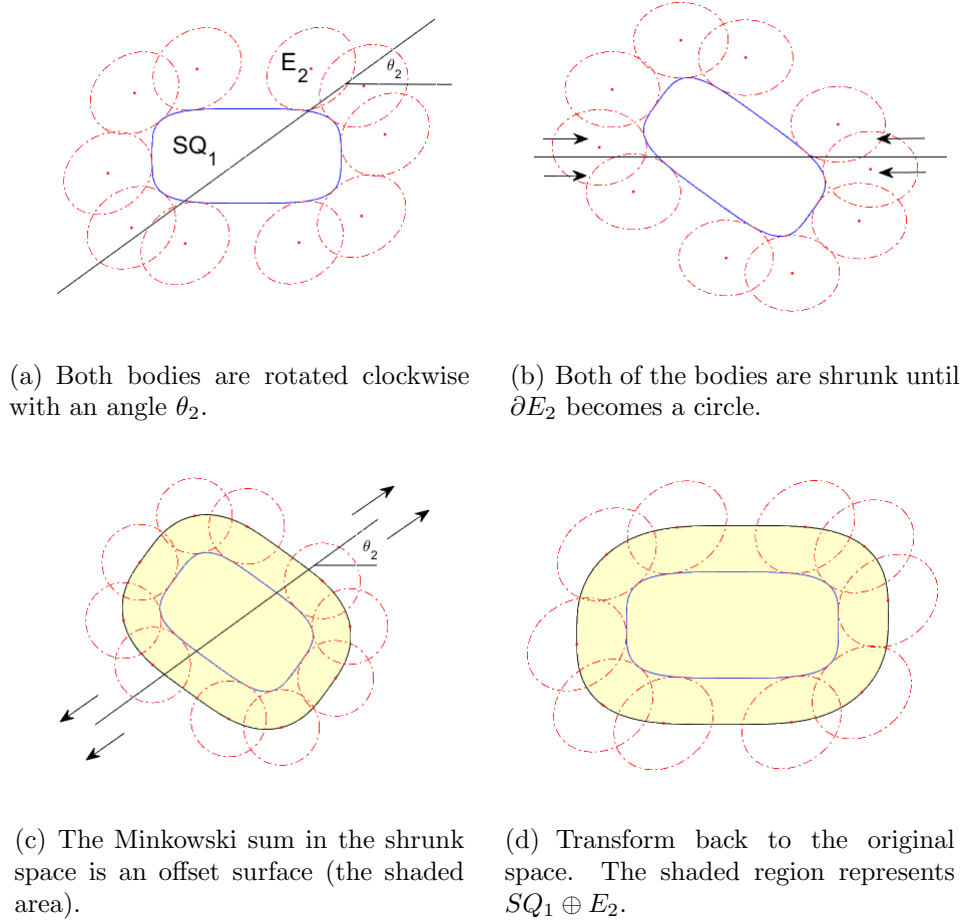 E2
θ2
SQ1
(a) Both bodies are rotated clockwise
with an angle θ2.
(b) Both of the bodies are shrunk until
∂E2 becomes a circle.
θ2
(c) The Minkowski sum in the shrunk
space is an offset surface (the shaded
area).
(d) Transform back to the original
space. The shaded region represents
SQ1 ⊕ E2.